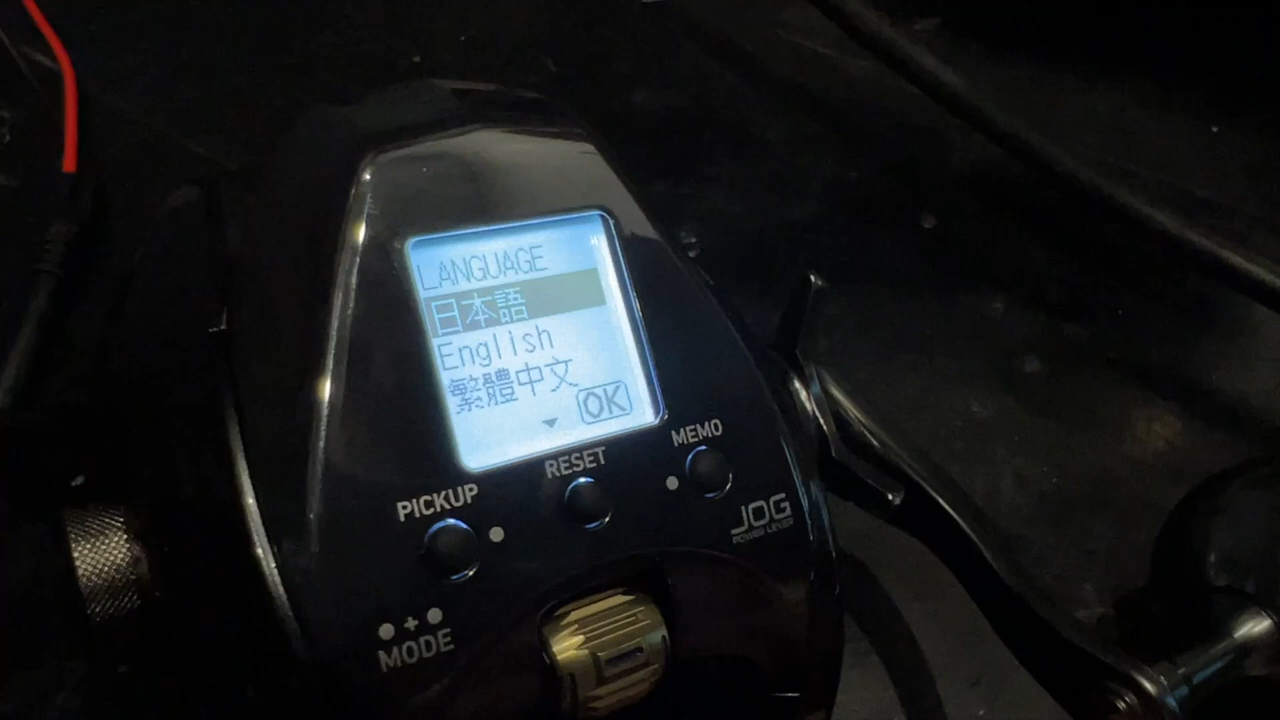 LANGUAGE
日本語
English
繁體中文
OK
MEMO
RESET
PICKUP
JOG
POWER LEVER
+
MODE